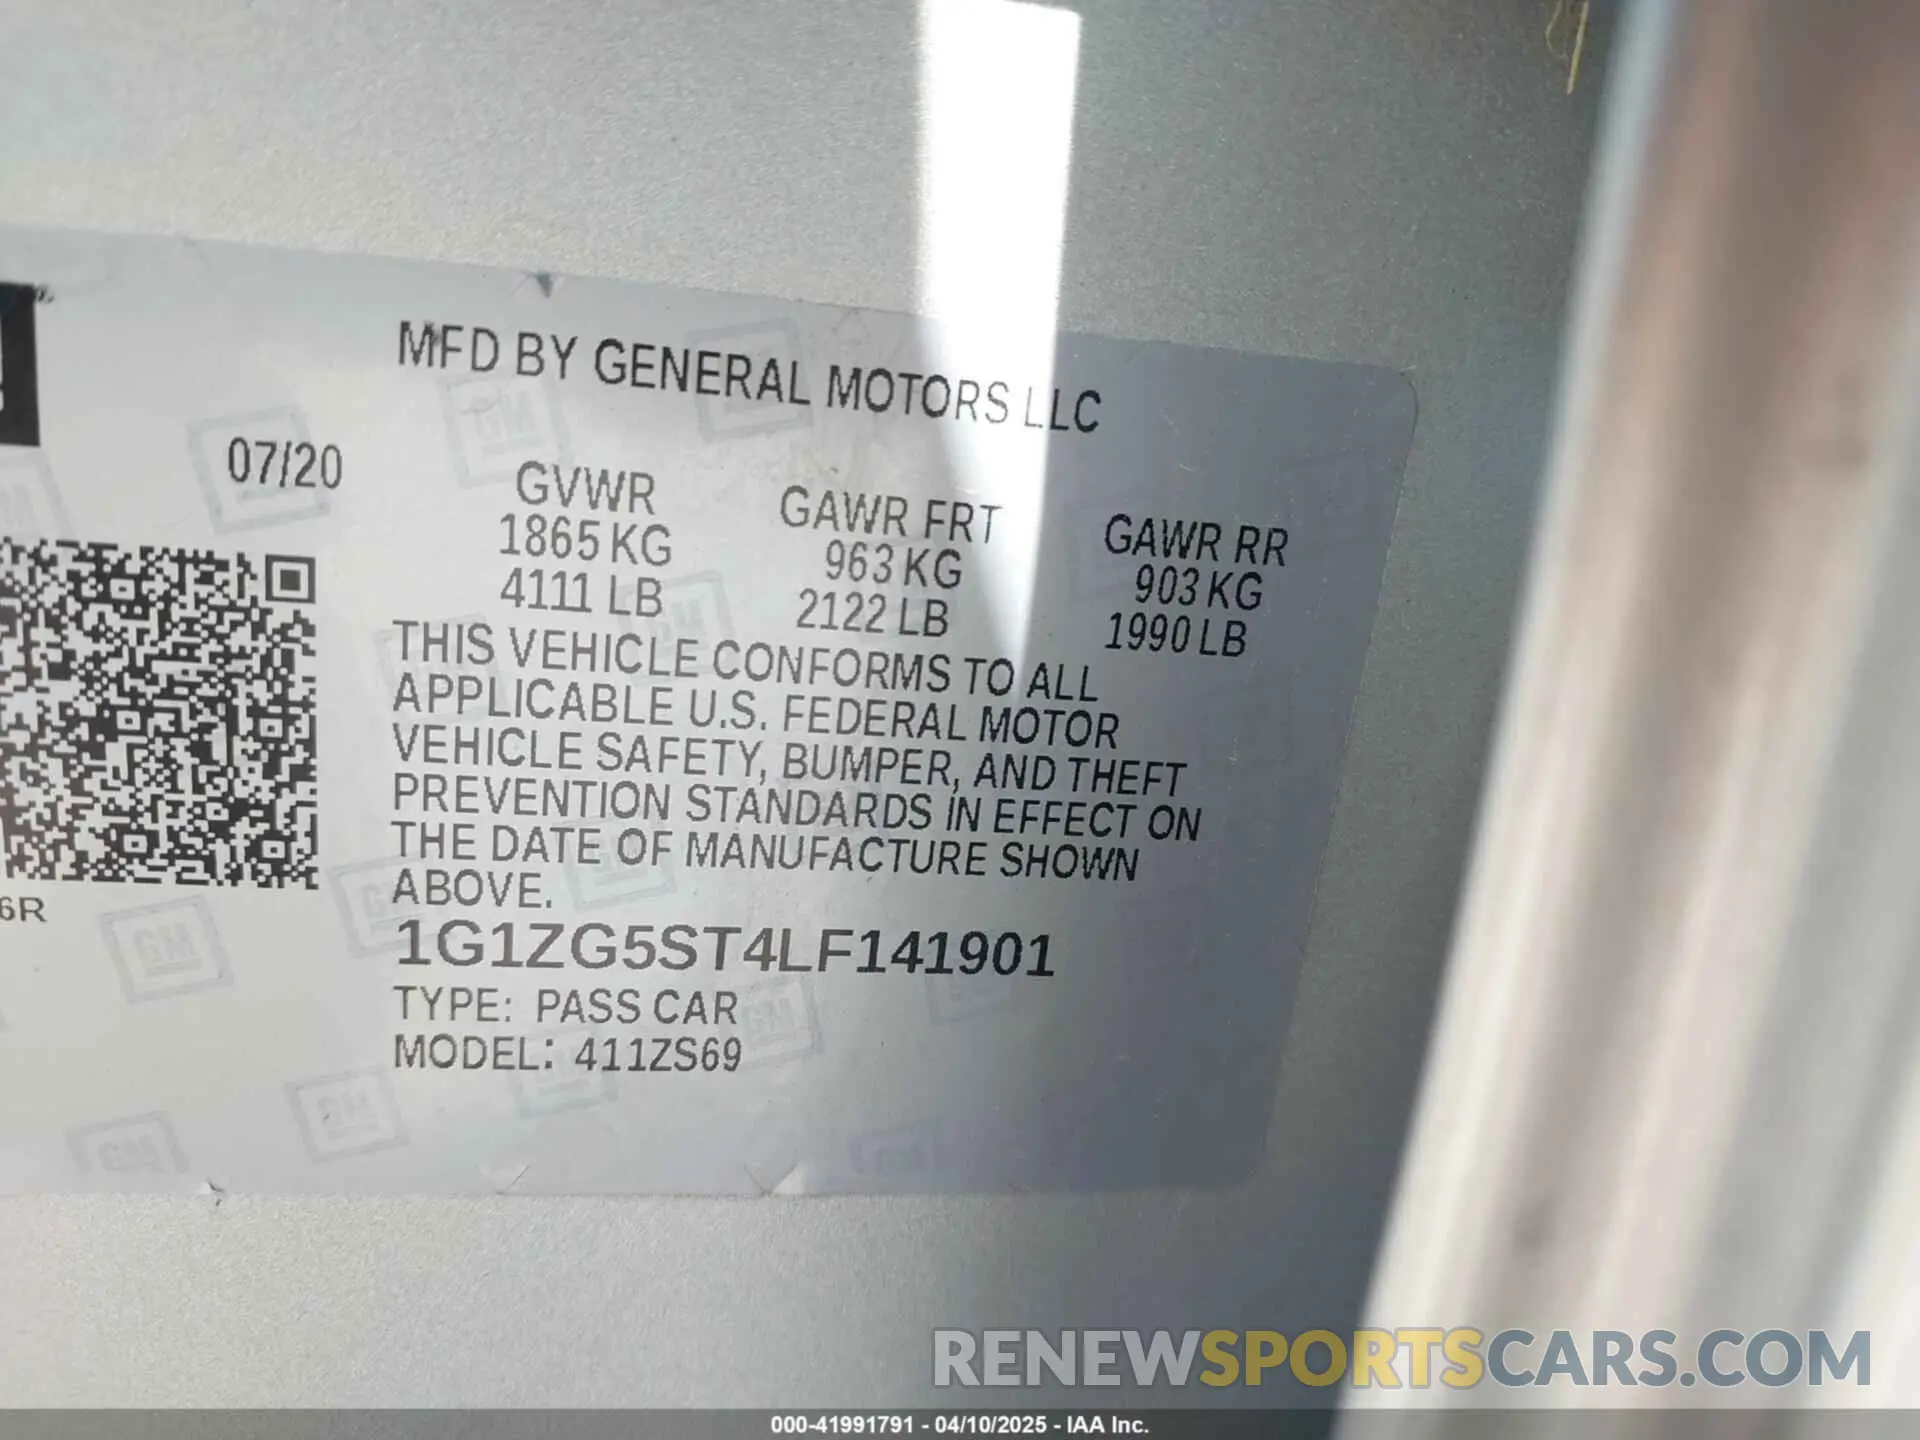 MFD BY GENERAL MOTORS LLC
07/20
GVWR GAWR FRT GAWR RR
1865 KG 963 KG 903 KG
4111 LB 2122 LB 1990 LB
THIS VEHICLE CONFORMS TO ALL
APPLICABLE U.S. FEDERAL MOTOR
VEHICLE SAFETY, BUMPER, AND THEFT
PREVENTION STANDARDS IN EFFECT ON
THE DATE OF MANUFACTURE SHOWN
ABOVE.
6R
1G1ZG5ST4LF141901
TYPE: PASS CAR
MODEL: 411ZS69
GM
RENEWSPORTSCARS.COM
000-41991791 - 04/10/2025 - IAA Inc.